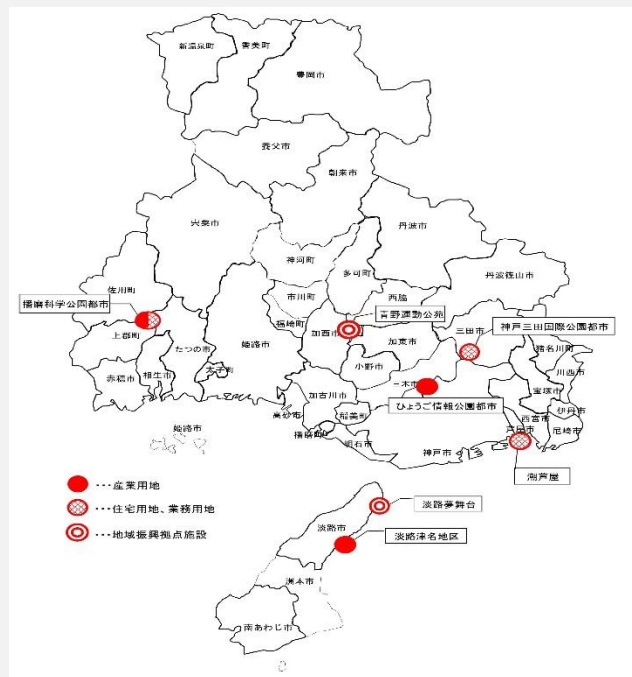 新温泉町
香美町
豊岡市
養父市
朝来市
宍粟市
丹波市
神河町
多可町
丹波篠山市
佐用町
市川町
西脇
播磨科学公園都市
青野運動公苑
上郡町
福崎町
加西市
加東
三田市
神戸三田国際公園都市
たつの市
姫路市
猪名川町
小野市
川西
赤穂
相生市
太子町
三木市
宝塚市
加古川市
ひょうご情報公園都市
伊丹
西宮
高砂市
稲美町
芦屋市
尼崎市
姫路市
播磨町
明石市
神戸市
潮芦屋
●・・・産業用地
・・・住宅用地、業務用地
◎・・・地域振興拠点施設
淡路夢舞台
淡路市
淡路津名地区
洲本市
南あわじ市